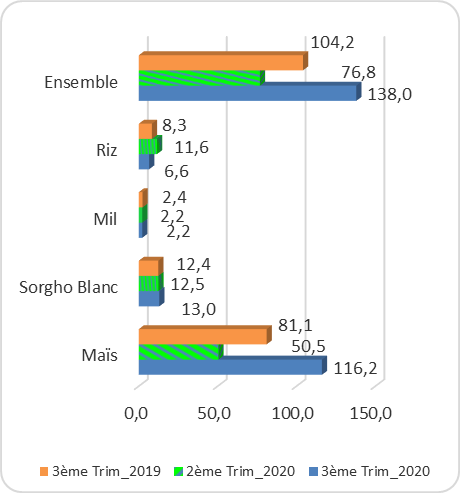 104,2
Ensemble 76,8
138,0
8,3
Riz 11,6
6,6
2,4
Mil 2,2
2,2
12,4
Sorgho Blanc 12,5
13,0
81,1
Maïs 50,5
116,2
0,0 50,0 100,0 150,0
3ème Trim_2019 2ème Trim_2020 3ème Trim_2020